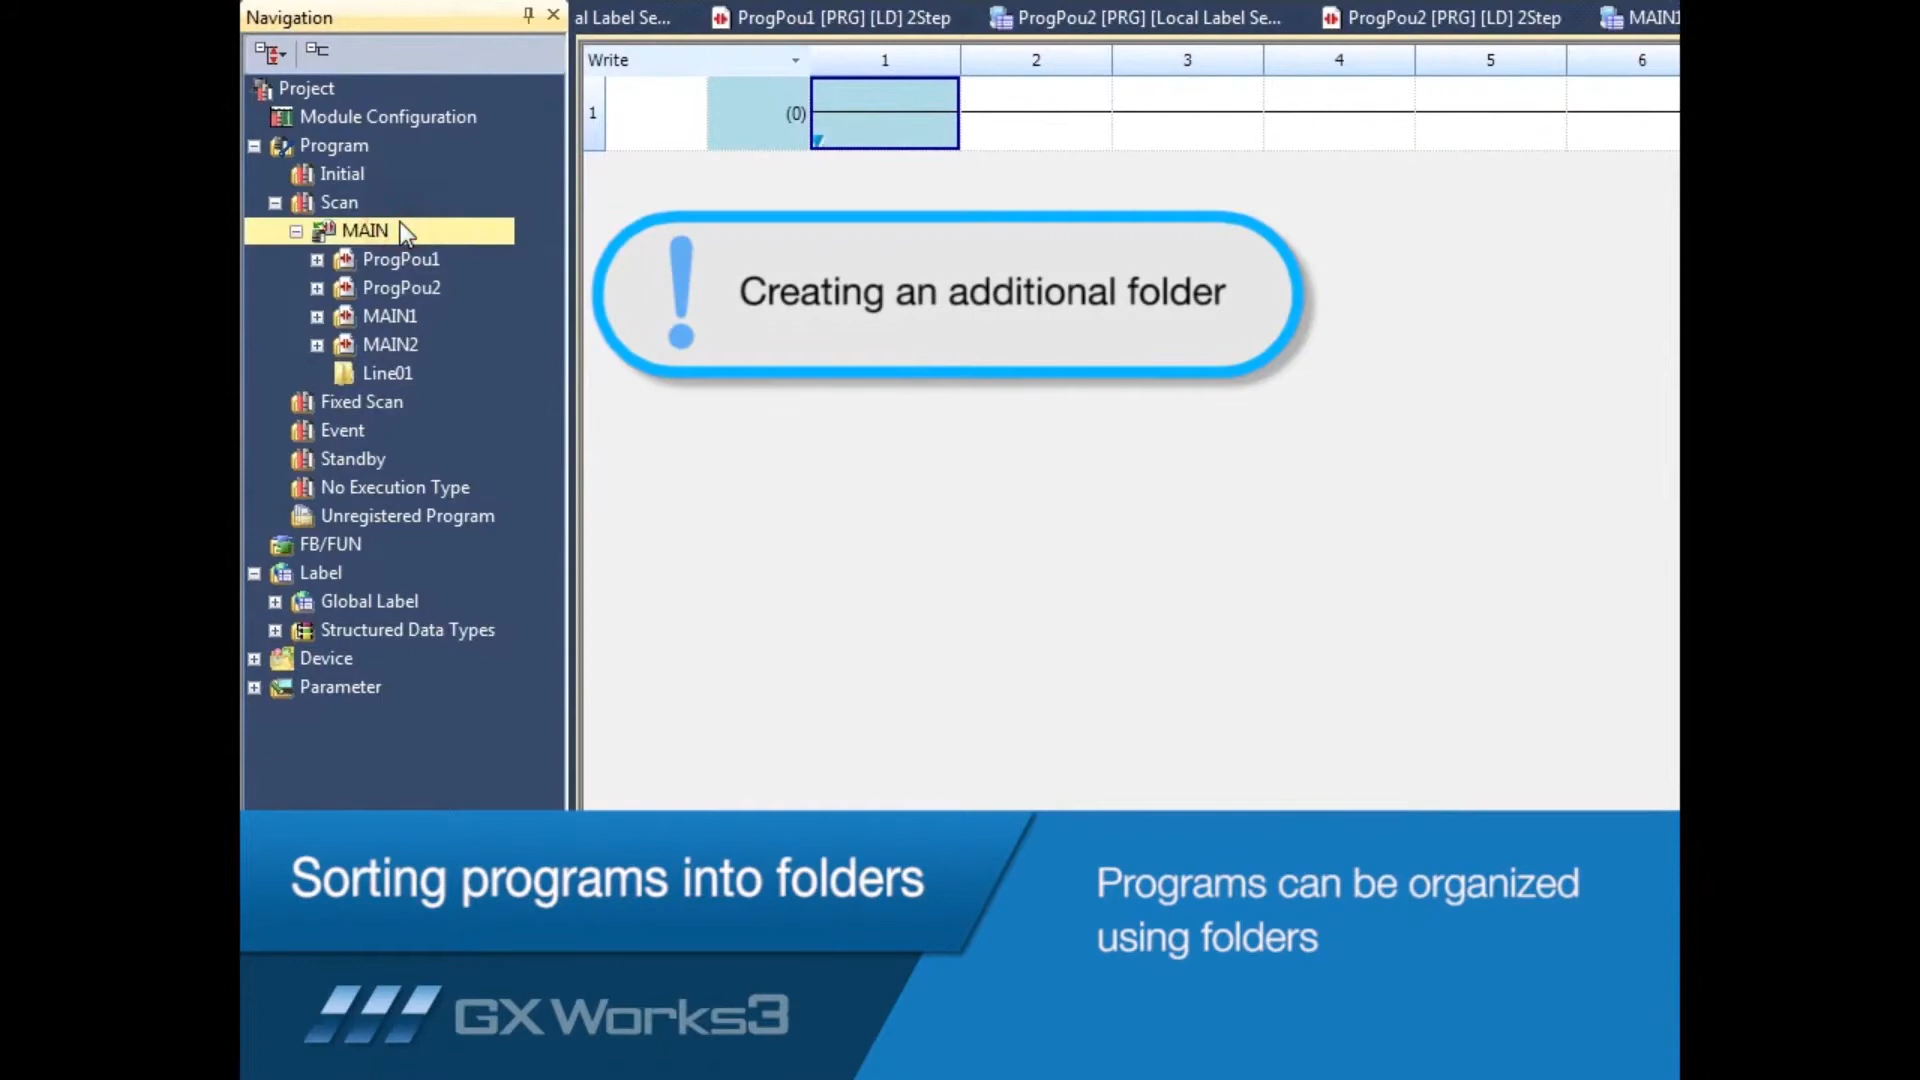 Navigation
al Label Se...
ProgPou1 [PRG] [LD] 2Step
ProgPou2 [PRG] [Local Label Se...
ProgPou2 [PRG] [LD] 2Step
MAIN1
Write
1
2
3
4
5
6
1
(0)
Project
Module Configuration
Program
Initial
Scan
MAIN
ProgPou1
ProgPou2
MAIN1
MAIN2
Line01
Fixed Scan
Event
Standby
No Execution Type
Unregistered Program
FB/FUN
Label
Global Label
Structured Data Types
Device
Parameter
Creating an additional folder
Sorting programs into folders
Programs can be organized
using folders
GX Works3